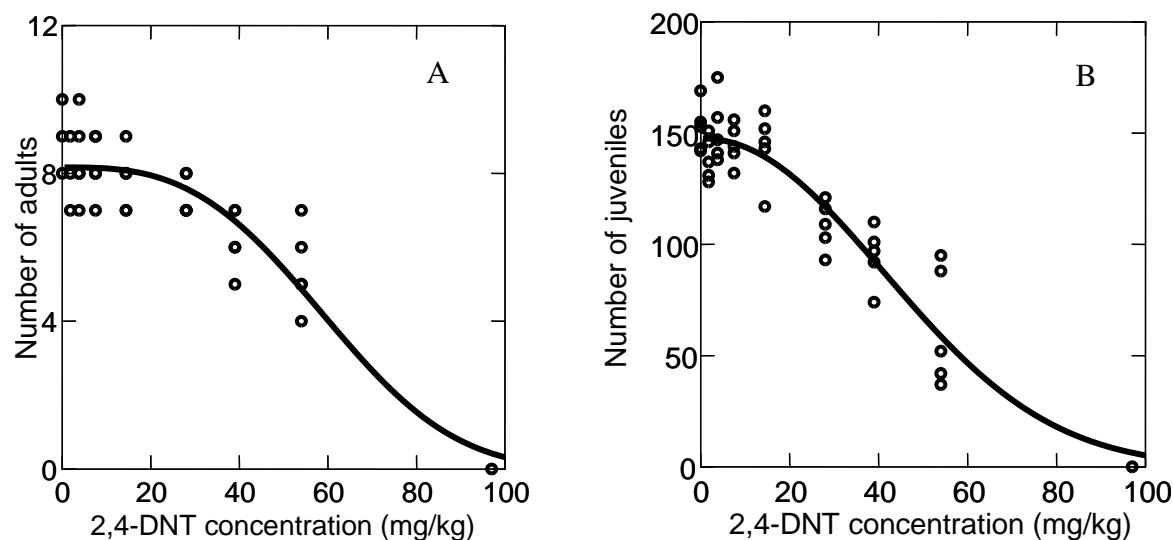 A
Number of adults
12
8
4
0
0 20 40 60 80 100
2,4-DNT concentration (mg/kg)
B
Number of juveniles
200
150
100
50
0
0 20 40 60 80 100
2,4-DNT concentration (mg/kg)